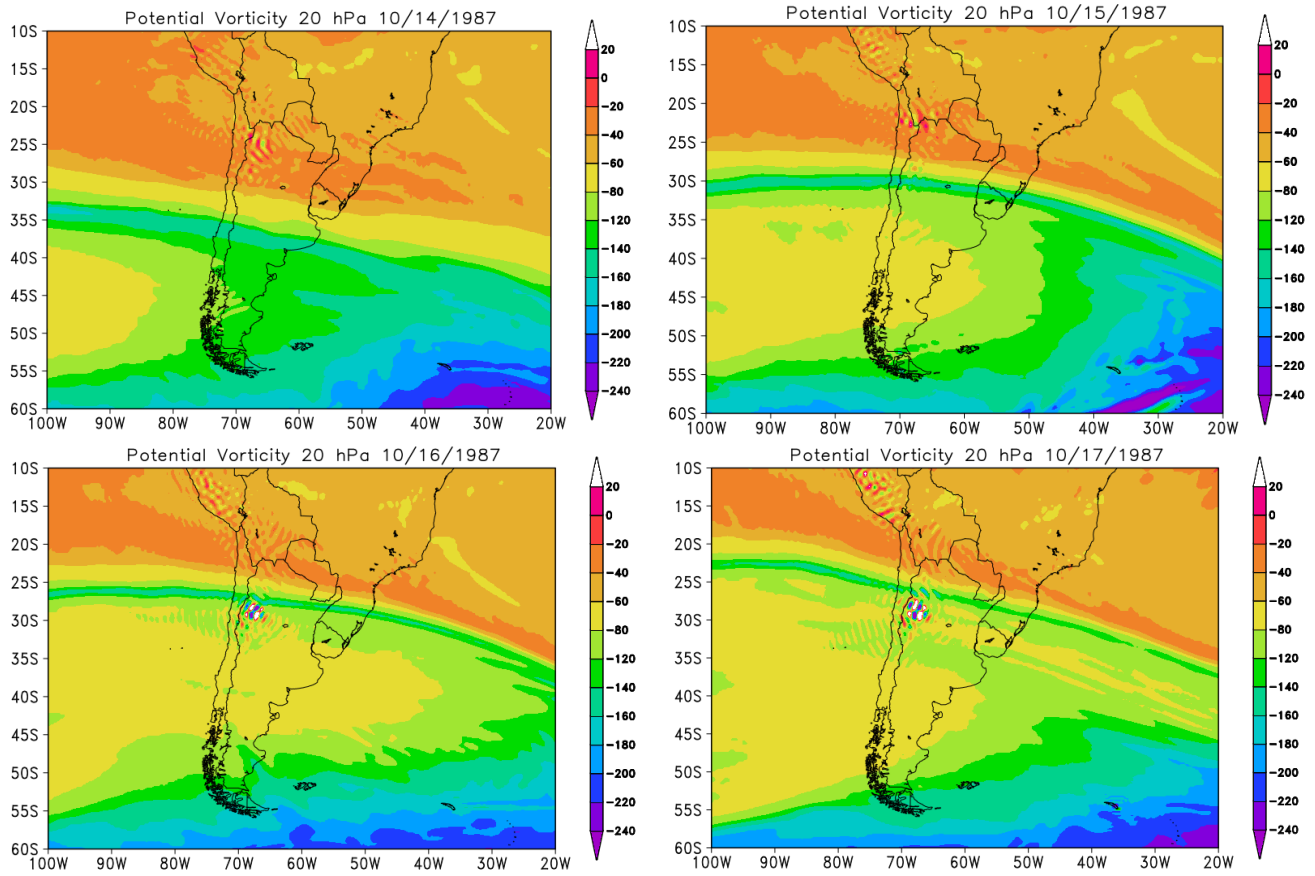 Potential Vorticity 20 hPa 10/14/1987
10S
15S
20S
25S
30S
35S
40S
45S
50S
55S
60S
100W 90W 80W 70W 60W 50W 40W 30W 20W
20
0
−20
−40
−60
−80
−120
−140
−160
−180
−200
−220
−240
Potential Vorticity 20 hPa 10/15/1987
10S
15S
20S
25S
30S
35S
40S
45S
50S
55S
60S
100W 90W 80W 70W 60W 50W 40W 30W 20W
20
0
−20
−40
−60
−80
−120
−140
−160
−180
−200
−220
−240
Potential Vorticity 20 hPa 10/16/1987
10S
15S
20S
25S
30S
35S
40S
45S
50S
55S
60S
100W 90W 80W 70W 60W 50W 40W 30W 20W
20
0
−20
−40
−60
−80
−120
−140
−160
−180
−200
−220
−240
Potential Vorticity 20 hPa 10/17/1987
10S
15S
20S
25S
30S
35S
40S
45S
50S
55S
60S
100W 90W 80W 70W 60W 50W 40W 30W 20W
20
0
−20
−40
−60
−80
−120
−140
−160
−180
−200
−220
−240